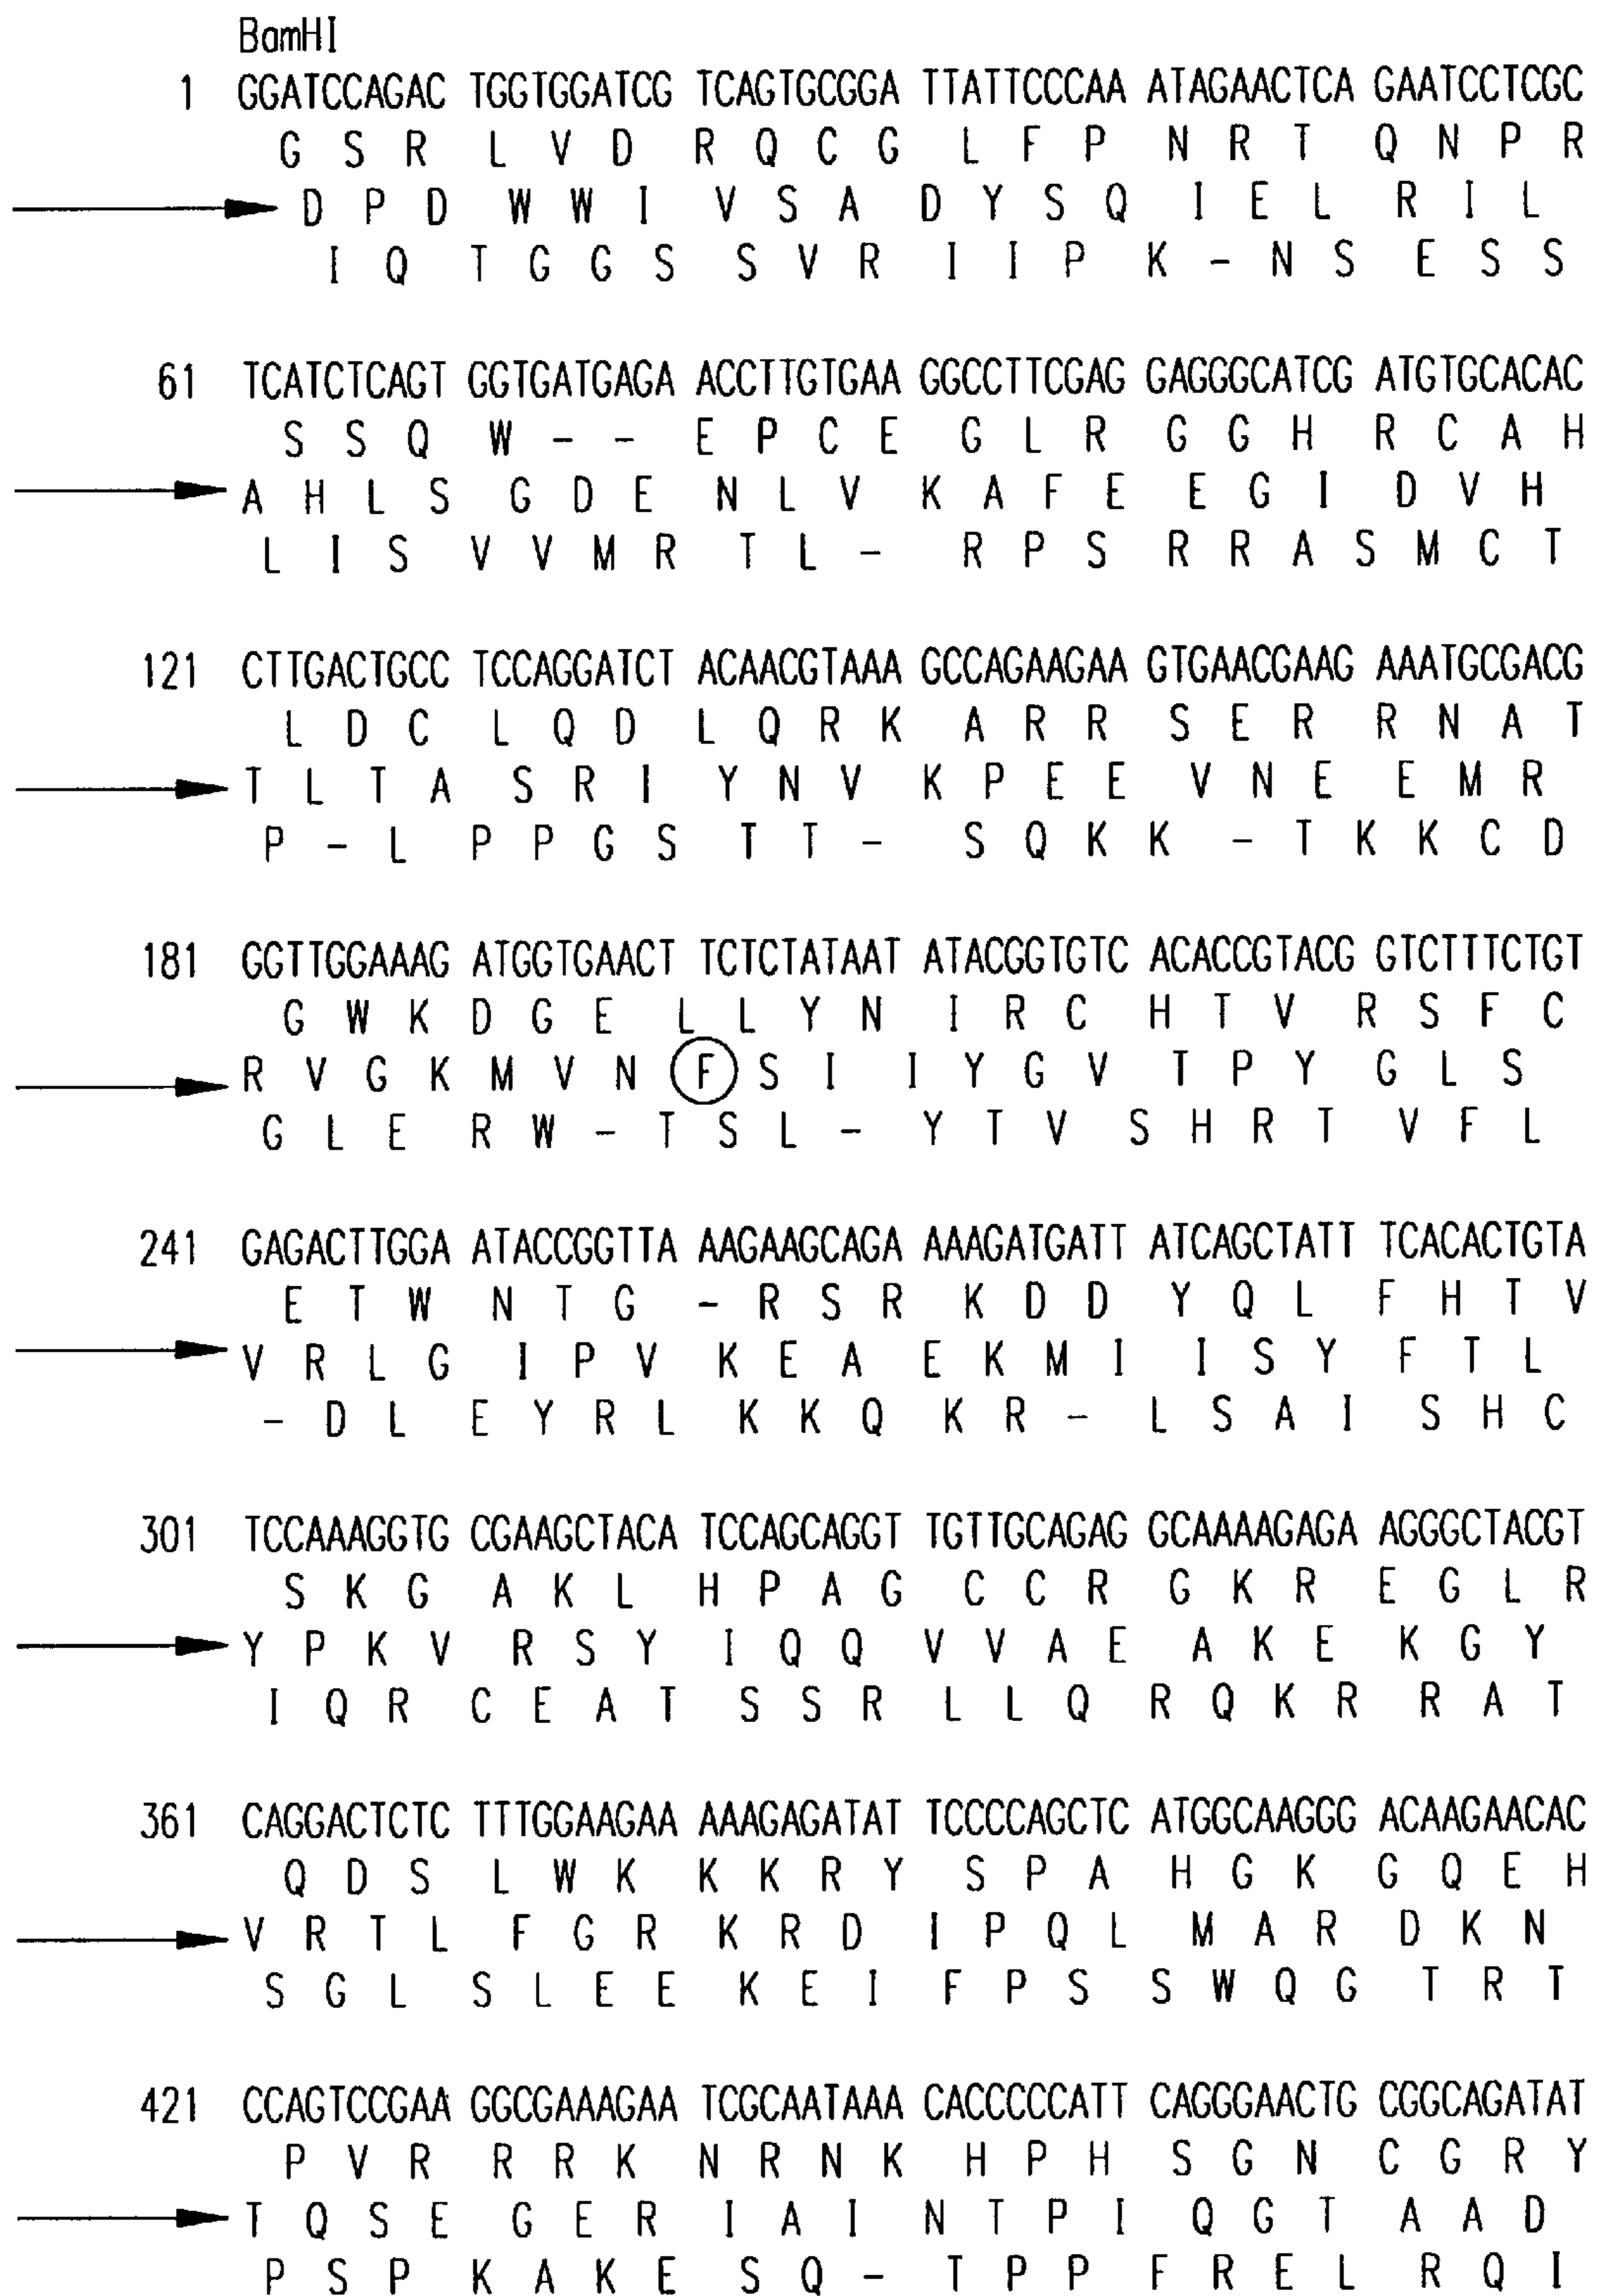 BamHI
1 GGATCCAGAC TGGTGGATCG TCAGTGCGGA TTATTCCCAA ATAGAACTCA GAATCCTCGC
G S R L V D R Q C G L F P N R T Q N P R
D P D W W I V S A D Y S Q I E L R I L
I Q T G G S S V R I I P K - N S E S S
61 TCATCTCAGT GGTGATGAGA ACCTTGTGAA GGCCTTCGAG GAGGGCATCG ATGTGCACAC
S S Q W - - E P C E G L R G G H R C A H
A H L S G D E N L V K A F E E G I D V H
L I S V V M R T L - R P S R R A S M C T
121 CTTGACTGCC TCCAGGATCT ACAACGTAAA GCCAGAAGAA GTGAACGAAG AAATGCGACG
L D C L Q D L Q R K A R R S E R R N A T
T L T A S R I Y N V K P E E V N E E M R
P - L P P G S T T - S Q K K - T K K C D
181 GGTTGGAAAG ATGGTGAACT TCTCTATAAT ATACGGTGTC ACACCGTACG GTCTTTCTGT
G W K D G E L L Y N I R C H T V R S F C
R V G K M V N F S I I Y G V T P Y G L S
G L E R W - T S L - Y T V S H R T V F L
241 GAGACTTGGA ATACCGGTTA AAGAAGCAGA AAAGATGATT ATCAGCTATT TCACACTGTA
E T W N T G - R S R K D D Y Q L F H T V
V R L G I P V K E A E K M I I S Y F T L
- D L E Y R L K K Q K R - L S A I S H C
301 TCCAAAGGTG CGAAGCTACA TCCAGCAGGT TGTTGCAGAG GCAAAAGAGA AGGGCTACGT
S K G A K L H P A G C C R G K R E G L R
Y P K V R S Y I Q Q V V A E A K E K G Y
I Q R C E A T S S R L L Q R Q K R R A T
361 CAGGACTCTC TTTGGAAGAA AAAGAGATAT TCCCCAGCTC ATGGCAAGGG ACAAGAACAC
Q D S L W K K K R Y S P A H G K G Q E H
V R T L F G R K R D I P Q L M A R D K N
S G L S L E E K E I F P S S W Q G T R T
421 CCAGTCCGAA GGCGAAAGAA TCGCAATAAA CACCCCCATT CAGGGAACTG CGGCAGATAT
P V R R R K N R N K H P H S G N C G R Y
T Q S E G E R I A I N T P I Q G T A A D
P S P K A K E S Q - T P P F R E L R Q I